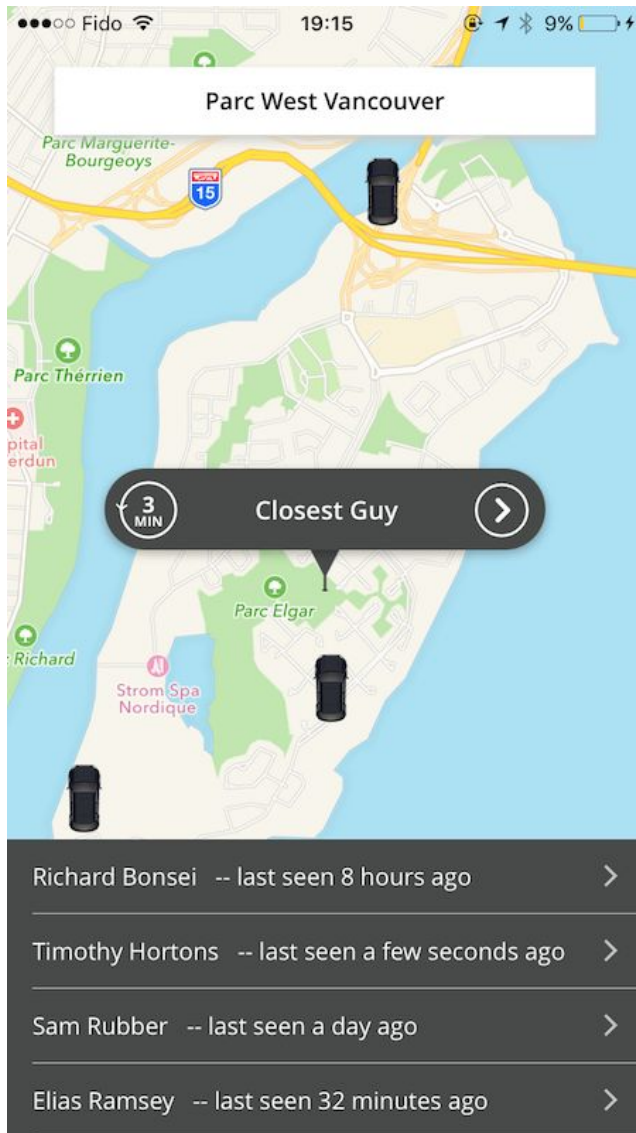 Fido 19:15 9%
Parc West Vancouver
Parc Marguerite-
Bourgeoys
15
Parc Thérrien
pital
erdun
3
MIN
Closest Guy
Parc Elgar
Richard
Strom Spa
Nordique
Richard Bonsei -- last seen 8 hours ago
Timothy Hortons -- last seen a few seconds ago
Sam Rubber -- last seen a day ago
Elias Ramsey -- last seen 32 minutes ago